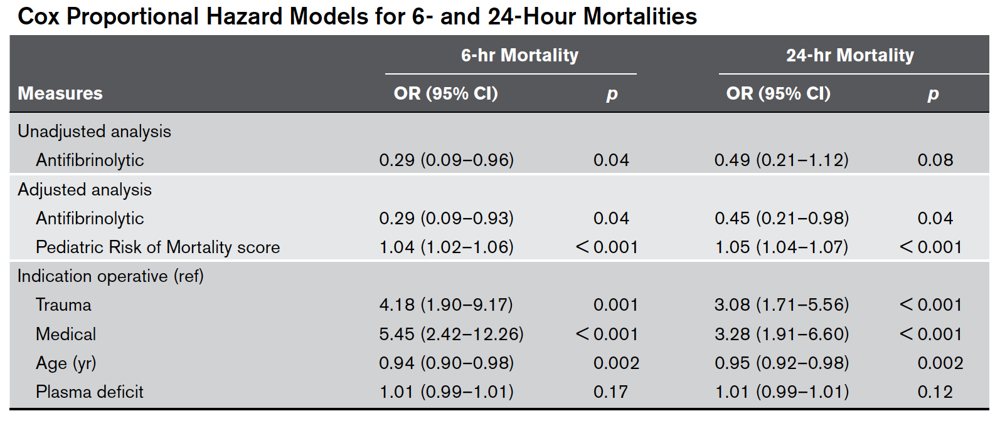 Cox Proportional Hazard Models for 6- and 24-Hour Mortalities
6-hr Mortality 24-hr Mortality
Measures OR (95% CI) p OR (95% CI) p
Unadjusted analysis
Antifibrinolytic 0.29 (0.09–0.96) 0.04 0.49 (0.21–1.12) 0.08
Adjusted analysis
Antifibrinolytic 0.29 (0.09–0.93) 0.04 0.45 (0.21–0.98) 0.04
Pediatric Risk of Mortality score 1.04 (1.02–1.06) < 0.001 1.05 (1.04–1.07) < 0.001
Indication operative (ref)
Trauma 4.18 (1.90–9.17) 0.001 3.08 (1.71–5.56) < 0.001
Medical 5.45 (2.42–12.26) < 0.001 3.28 (1.91–6.60) < 0.001
Age (yr) 0.94 (0.90–0.98) 0.002 0.95 (0.92–0.98) 0.002
Plasma deficit 1.01 (0.99–1.01) 0.17 1.01 (0.99–1.01) 0.12